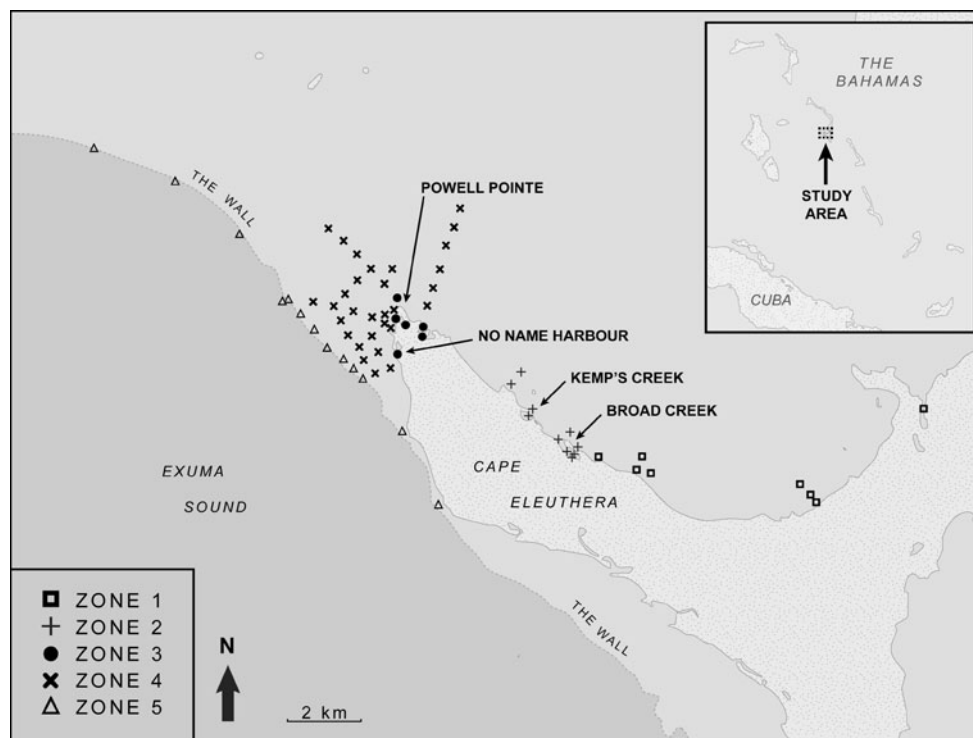 THE
BAHAMAS
STUDY
AREA
CUBA
THE WALL
POWELL POINTE
NO NAME HARBOUR
KEMP'S CREEK
BROAD CREEK
CAPE
ELEUTHERA
EXUMA
SOUND
THE WALL
ZONE 1
ZONE 2
ZONE 3
ZONE 4
ZONE 5
N
2 km